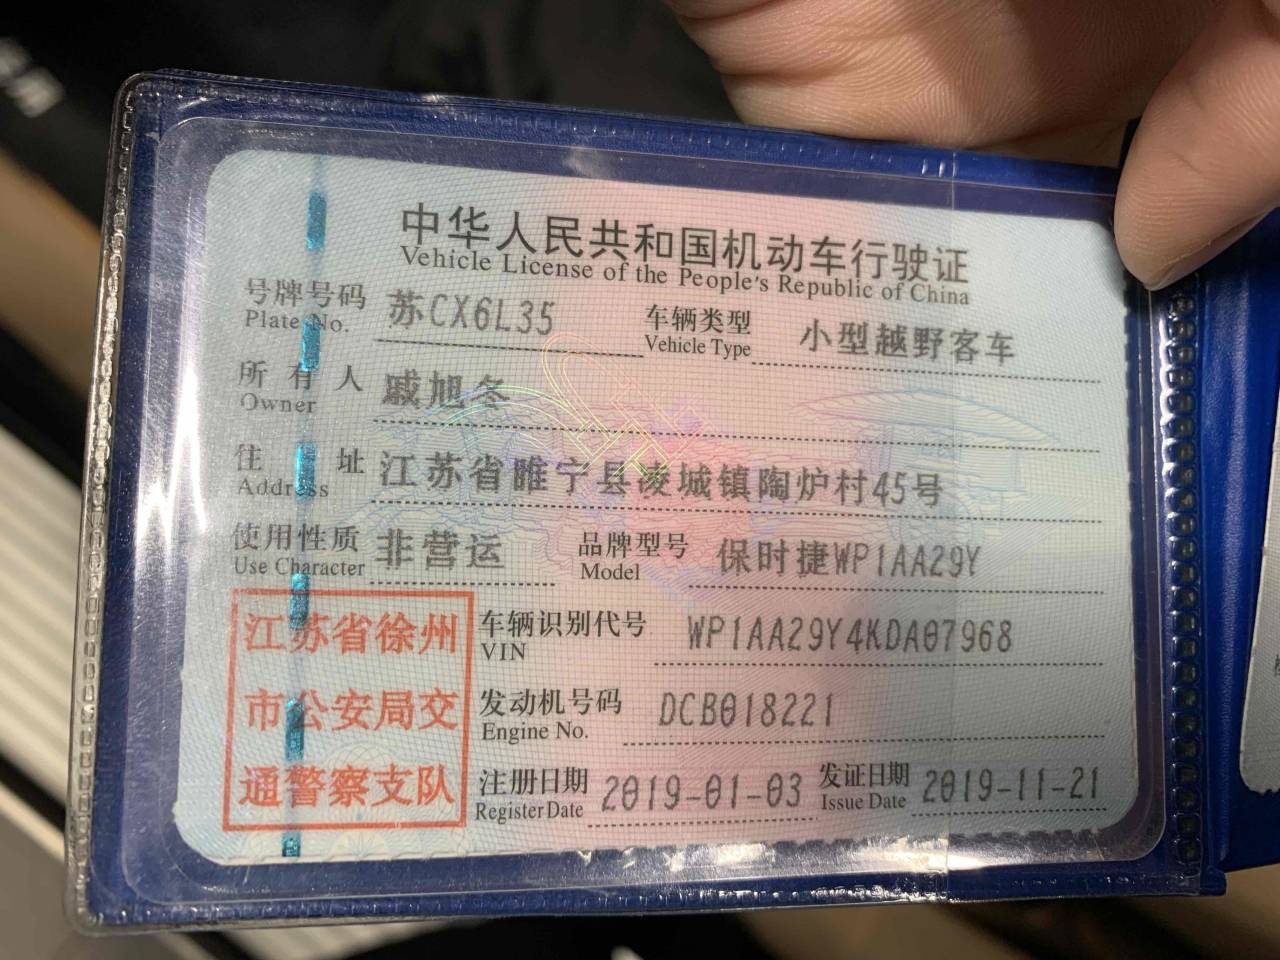 中华人民共和国机动车行驶证
Vehicle License of the People's Republic of China
号牌号码 苏CX6L35 车辆类型 小型越野客车
Plate No. Vehicle Type
所有人 戚旭冬
Owner
住址 江苏省睢宁县凌城镇陶炉村45号
Address
使用性质 非营运 品牌型号 保时捷WP1AA29Y
Use Character Model
江苏省徐州
市公安局交
通警察支队
车辆识别代号 WP1AA29Y4KDA07968
VIN
发动机号码 DCB018221
Engine No.
注册日期 2019-01-03 发证日期 2019-11-21
Register Date Issue Date